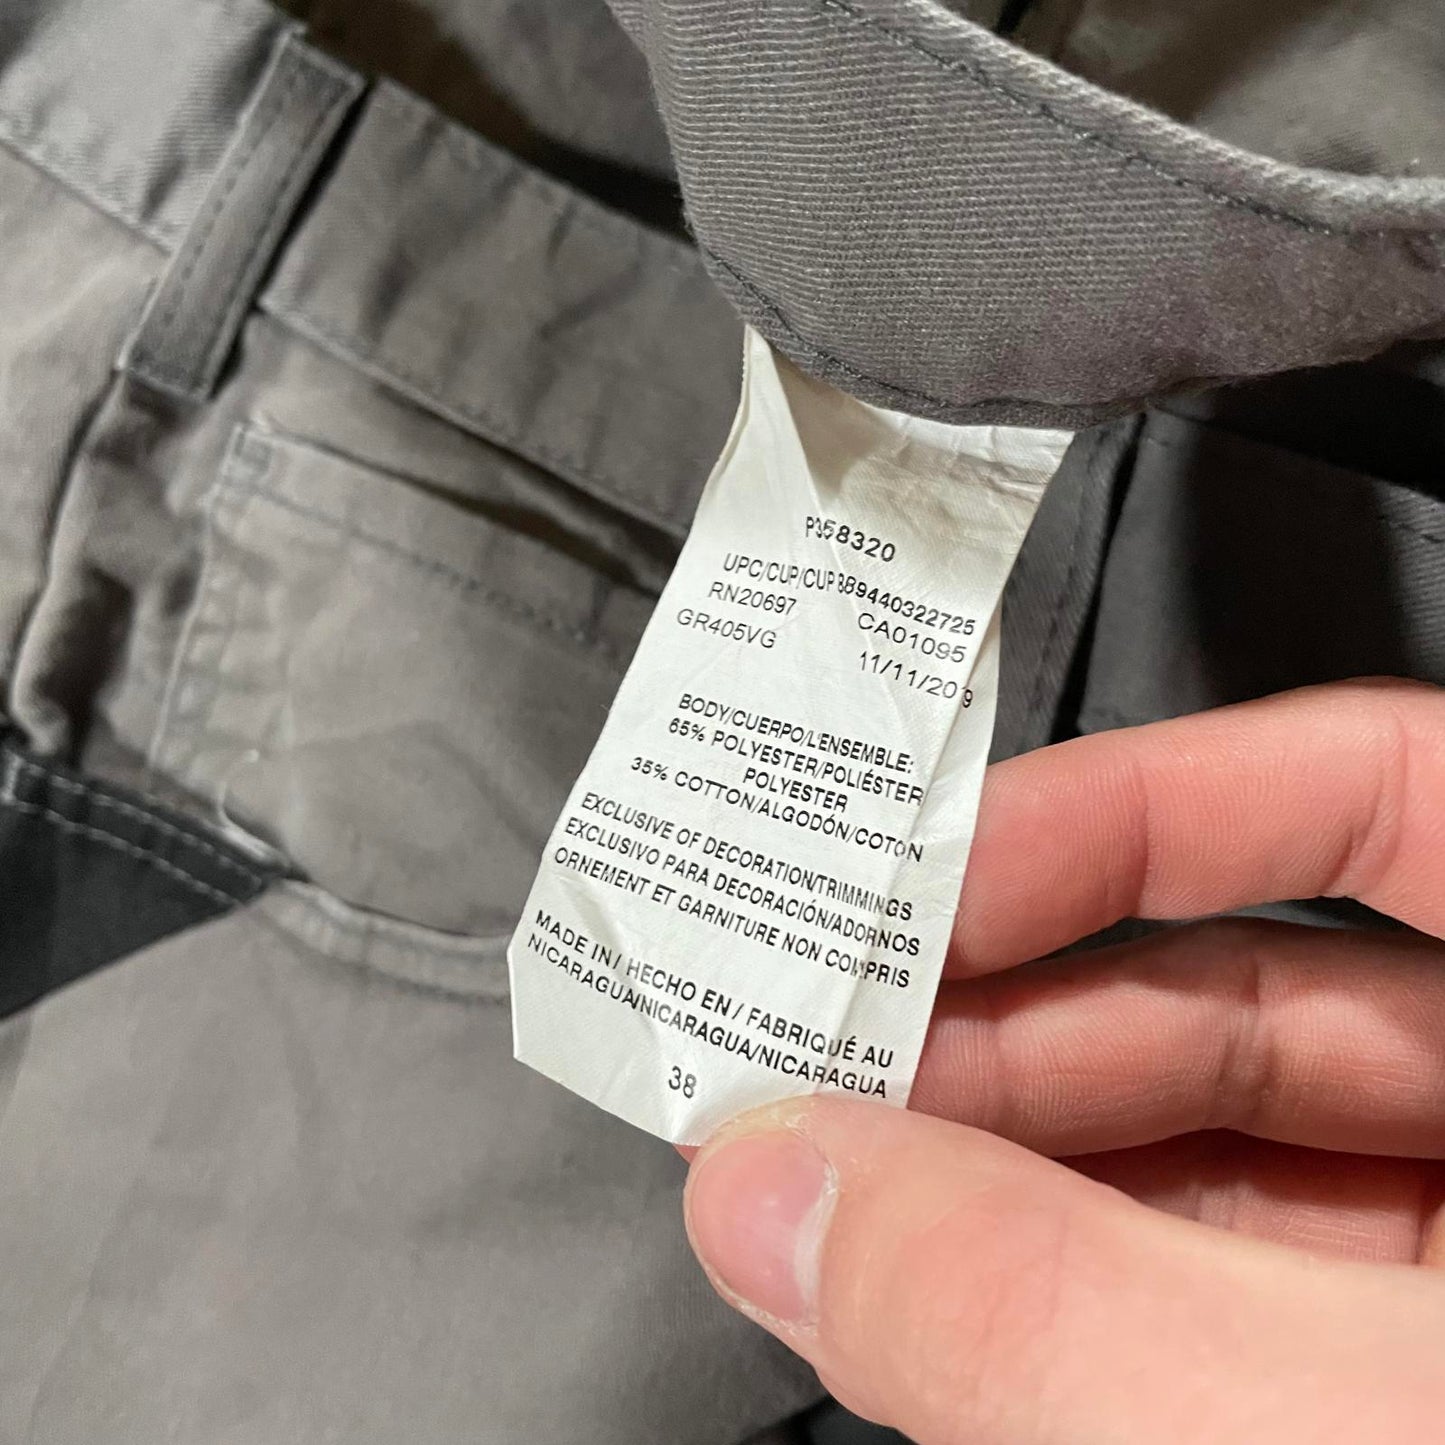 P358320
UPC/CUP/CUP 889440322725
RN20697 CA01095
GR405VG 11/11/2019
BODY/CUERPO/L'ENSEMBLE:
65% POLYESTER/POLIÉSTER
POLYESTER
35% COTTON/ALGODÓN/COTON
EXCLUSIVE OF DECORATION/TRIMMINGS
EXCLUSIVO PARA DECORACIÓN/ADORNOS
ORNEMENT ET GARNITURE NON COMPRIS
MADE IN / HECHO EN / FABRIQUÉ AU
NICARAGUA/NICARAGUA/NICARAGUA
38